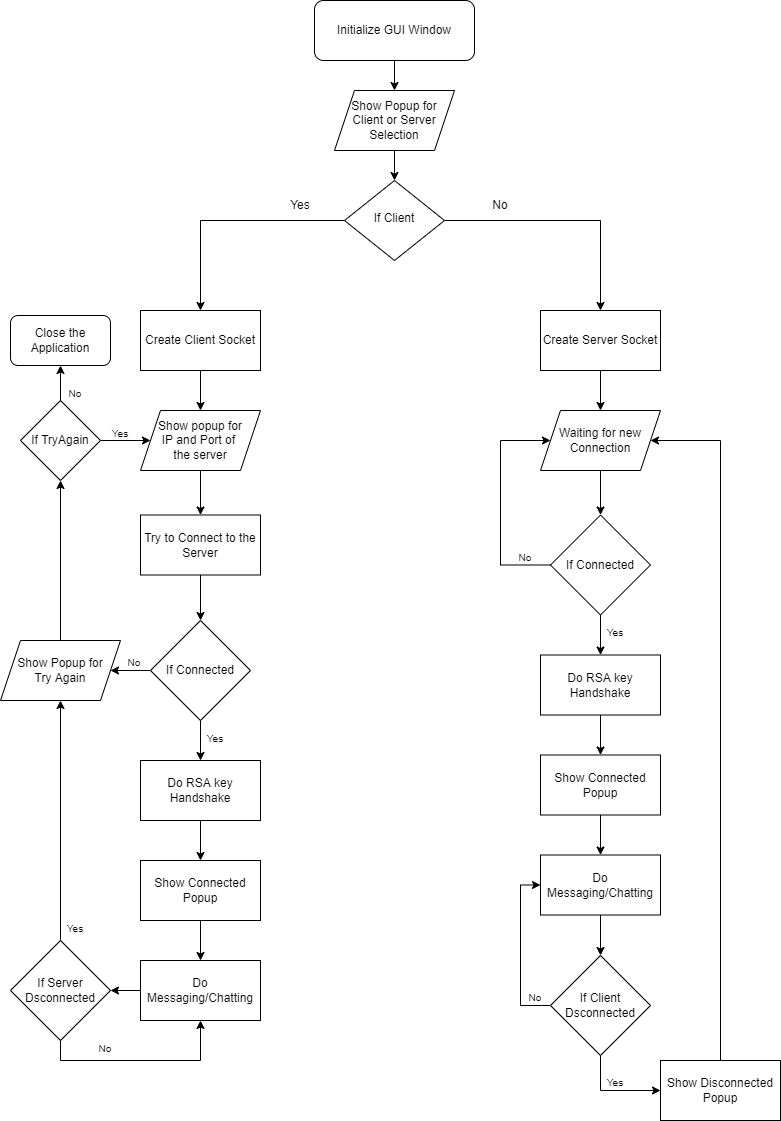 Initialize GUI Window
Show Popup for
Client or Server
Selection
Yes
If Client
No
Close the
Application
Create Client Socket
Create Server Socket
No
If TryAgain
Yes
Show popup for
IP and Port of
the server
Waiting for new
Connection
Try to Connect to the
Server
No
If Connected
Yes
Show Popup for
Try Again
No
If Connected
Yes
Do RSA key
Handshake
Do RSA key
Handshake
Show Connected
Popup
Show Connected
Popup
Do
Messaging/Chatting
Yes
If Server
Dsconnected
Do
Messaging/Chatting
No
No
If Client
Dsconnected
Yes
Show Disconnected
Popup